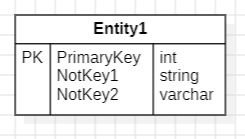 Entity1
PK PrimaryKey int
NotKey1 string
NotKey2 varchar